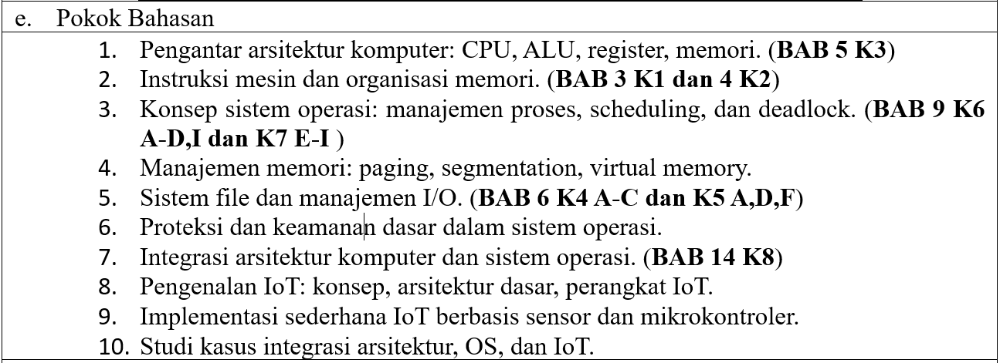 e. Pokok Bahasan
1. Pengantar arsitektur komputer: CPU, ALU, register, memori. (BAB 5 K3)
2. Instruksi mesin dan organisasi memori. (BAB 3 K1 dan 4 K2)
3. Konsep sistem operasi: manajemen proses, scheduling, dan deadlock. (BAB 9 K6
A-D,I dan K7 E-I )
4. Manajemen memori: paging, segmentation, virtual memory.
5. Sistem file dan manajemen I/O. (BAB 6 K4 A-C dan K5 A,D,F)
6. Proteksi dan keamanan dasar dalam sistem operasi.
7. Integrasi arsitektur komputer dan sistem operasi. (BAB 14 K8)
8. Pengenalan IoT: konsep, arsitektur dasar, perangkat IoT.
9. Implementasi sederhana IoT berbasis sensor dan mikrokontroler.
10. Studi kasus integrasi arsitektur, OS, dan IoT.